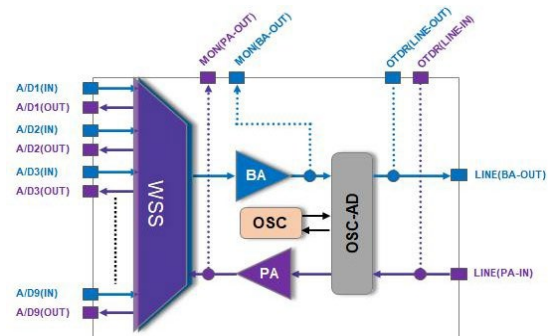 MON(PA-OUT)
MON(BA-OUT)
OTDR(LINE-OUT)
OTDR(LINE-IN)
A/D1(IN)
A/D1(OUT)
A/D2(IN)
A/D2(OUT)
A/D3(IN)
A/D3(OUT)
A/D9(IN)
A/D9(OUT)
WSS
BA
OSC
PA
OSC-AD
LINE(BA-OUT)
LINE(PA-IN)